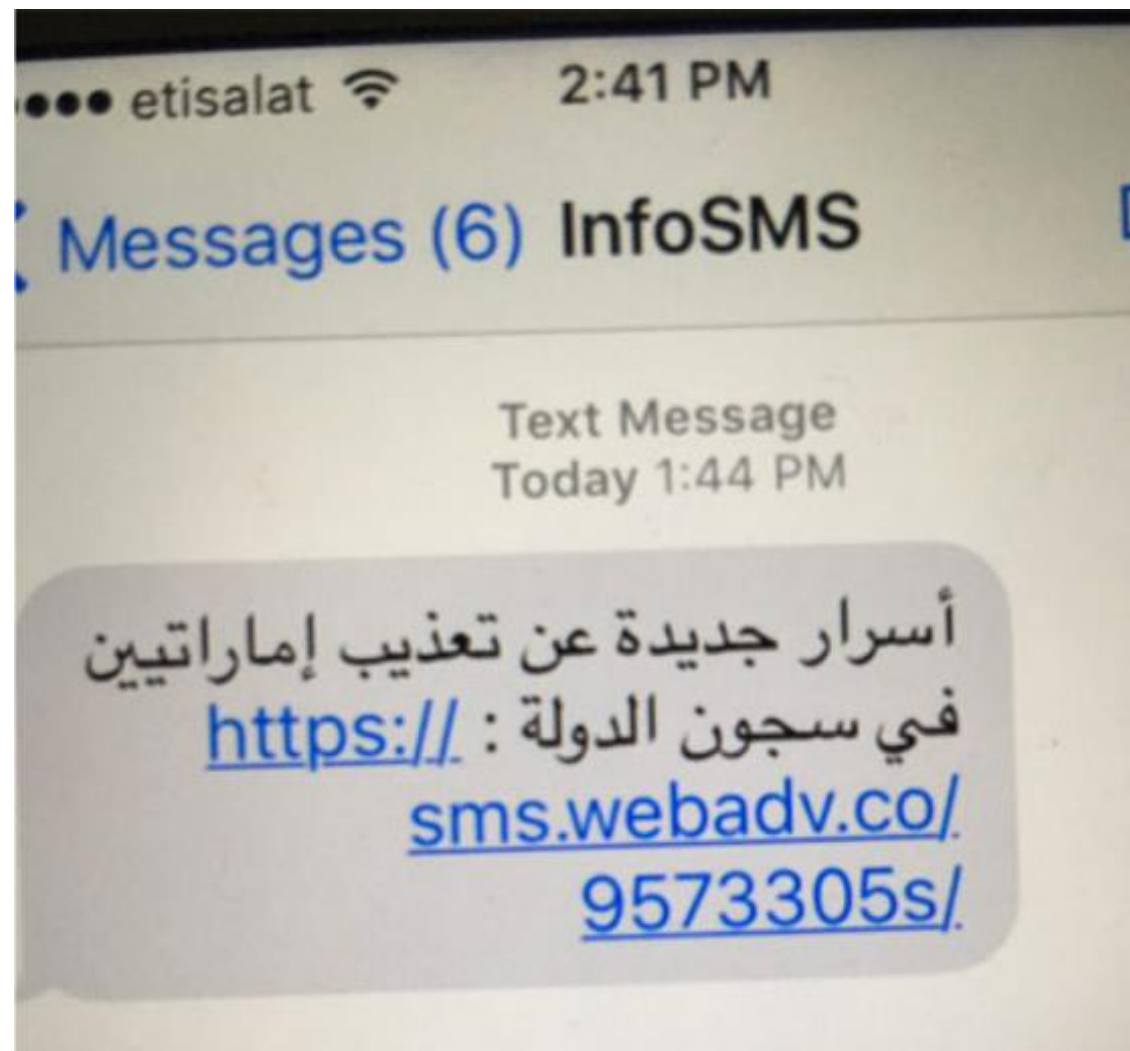 etisalat 2:41 PM
Messages (6) InfoSMS
Text Message
Today 1:44 PM
أسرار جديدة عن تعذيب إماراتيين
في سجون الدولة : https://
sms.webadv.co/
9573305s/